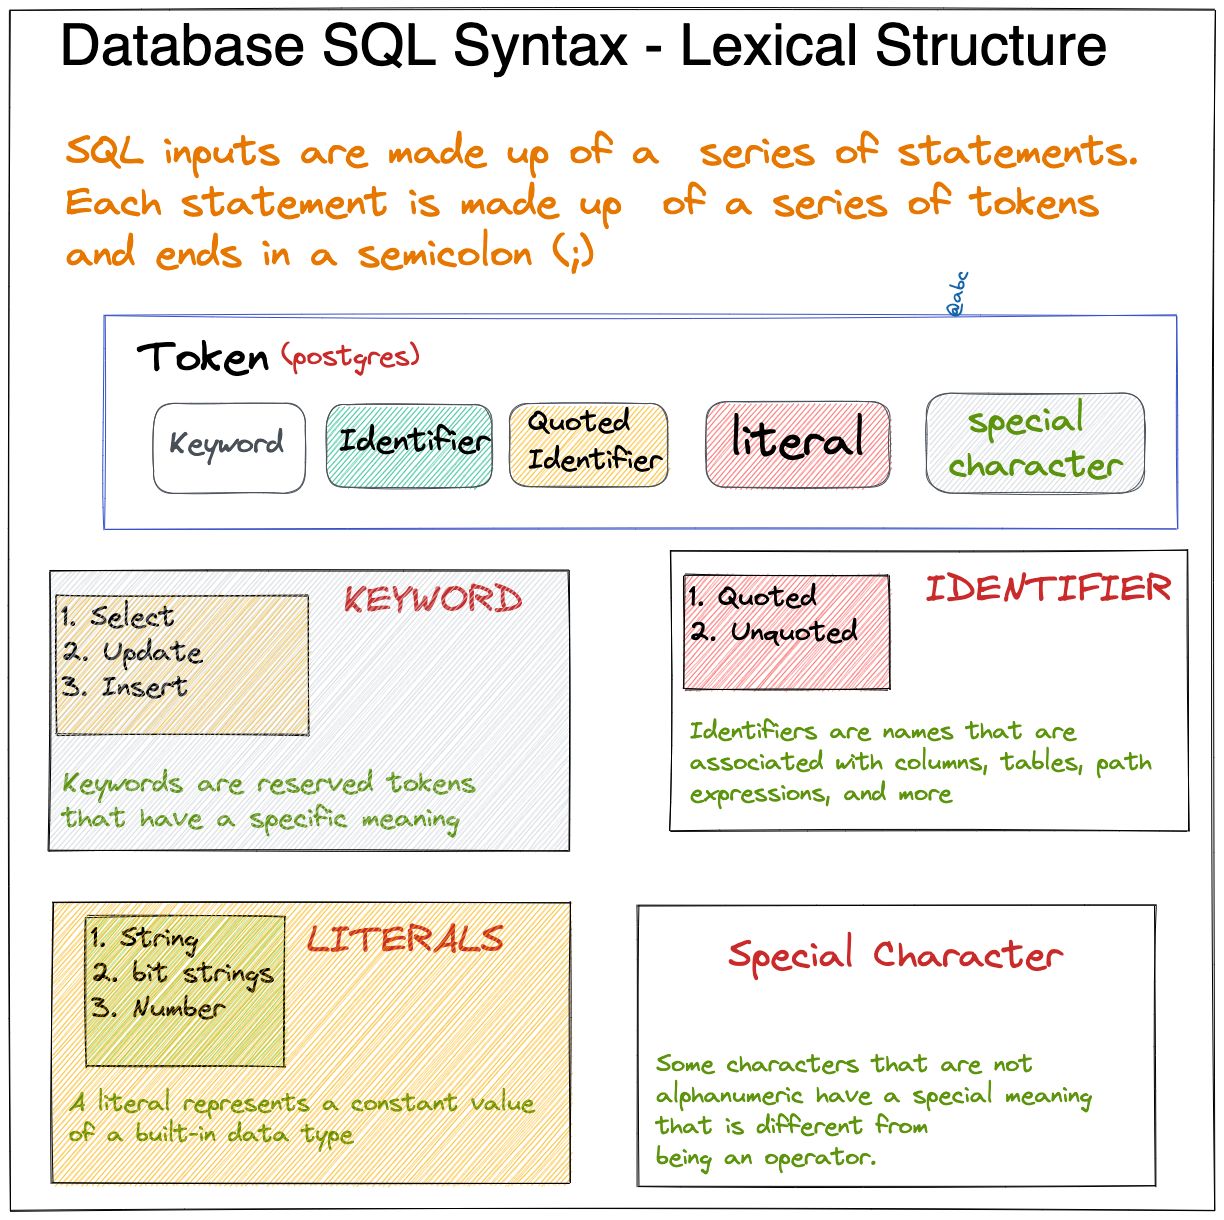 Database SQL Syntax - Lexical Structure
SQL inputs are made up of a series of statements.
Each statement is made up of a series of tokens
and ends in a semicolon (;)
@abc
Token (postgres)
Keyword
Identifier
Quoted
Identifier
literal
special
character
KEYWORD
1. Select
2. Update
3. Insert
Keywords are reserved tokens
that have a specific meaning
IDENTIFIER
1. Quoted
2. Unquoted
Identifiers are names that are
associated with columns, tables, path
expressions, and more
LITERALS
1. String
2. bit strings
3. Number
A literal represents a constant value
of a built-in data type
Special Character
Some characters that are not
alphanumeric have a special meaning
that is different from
being an operator.